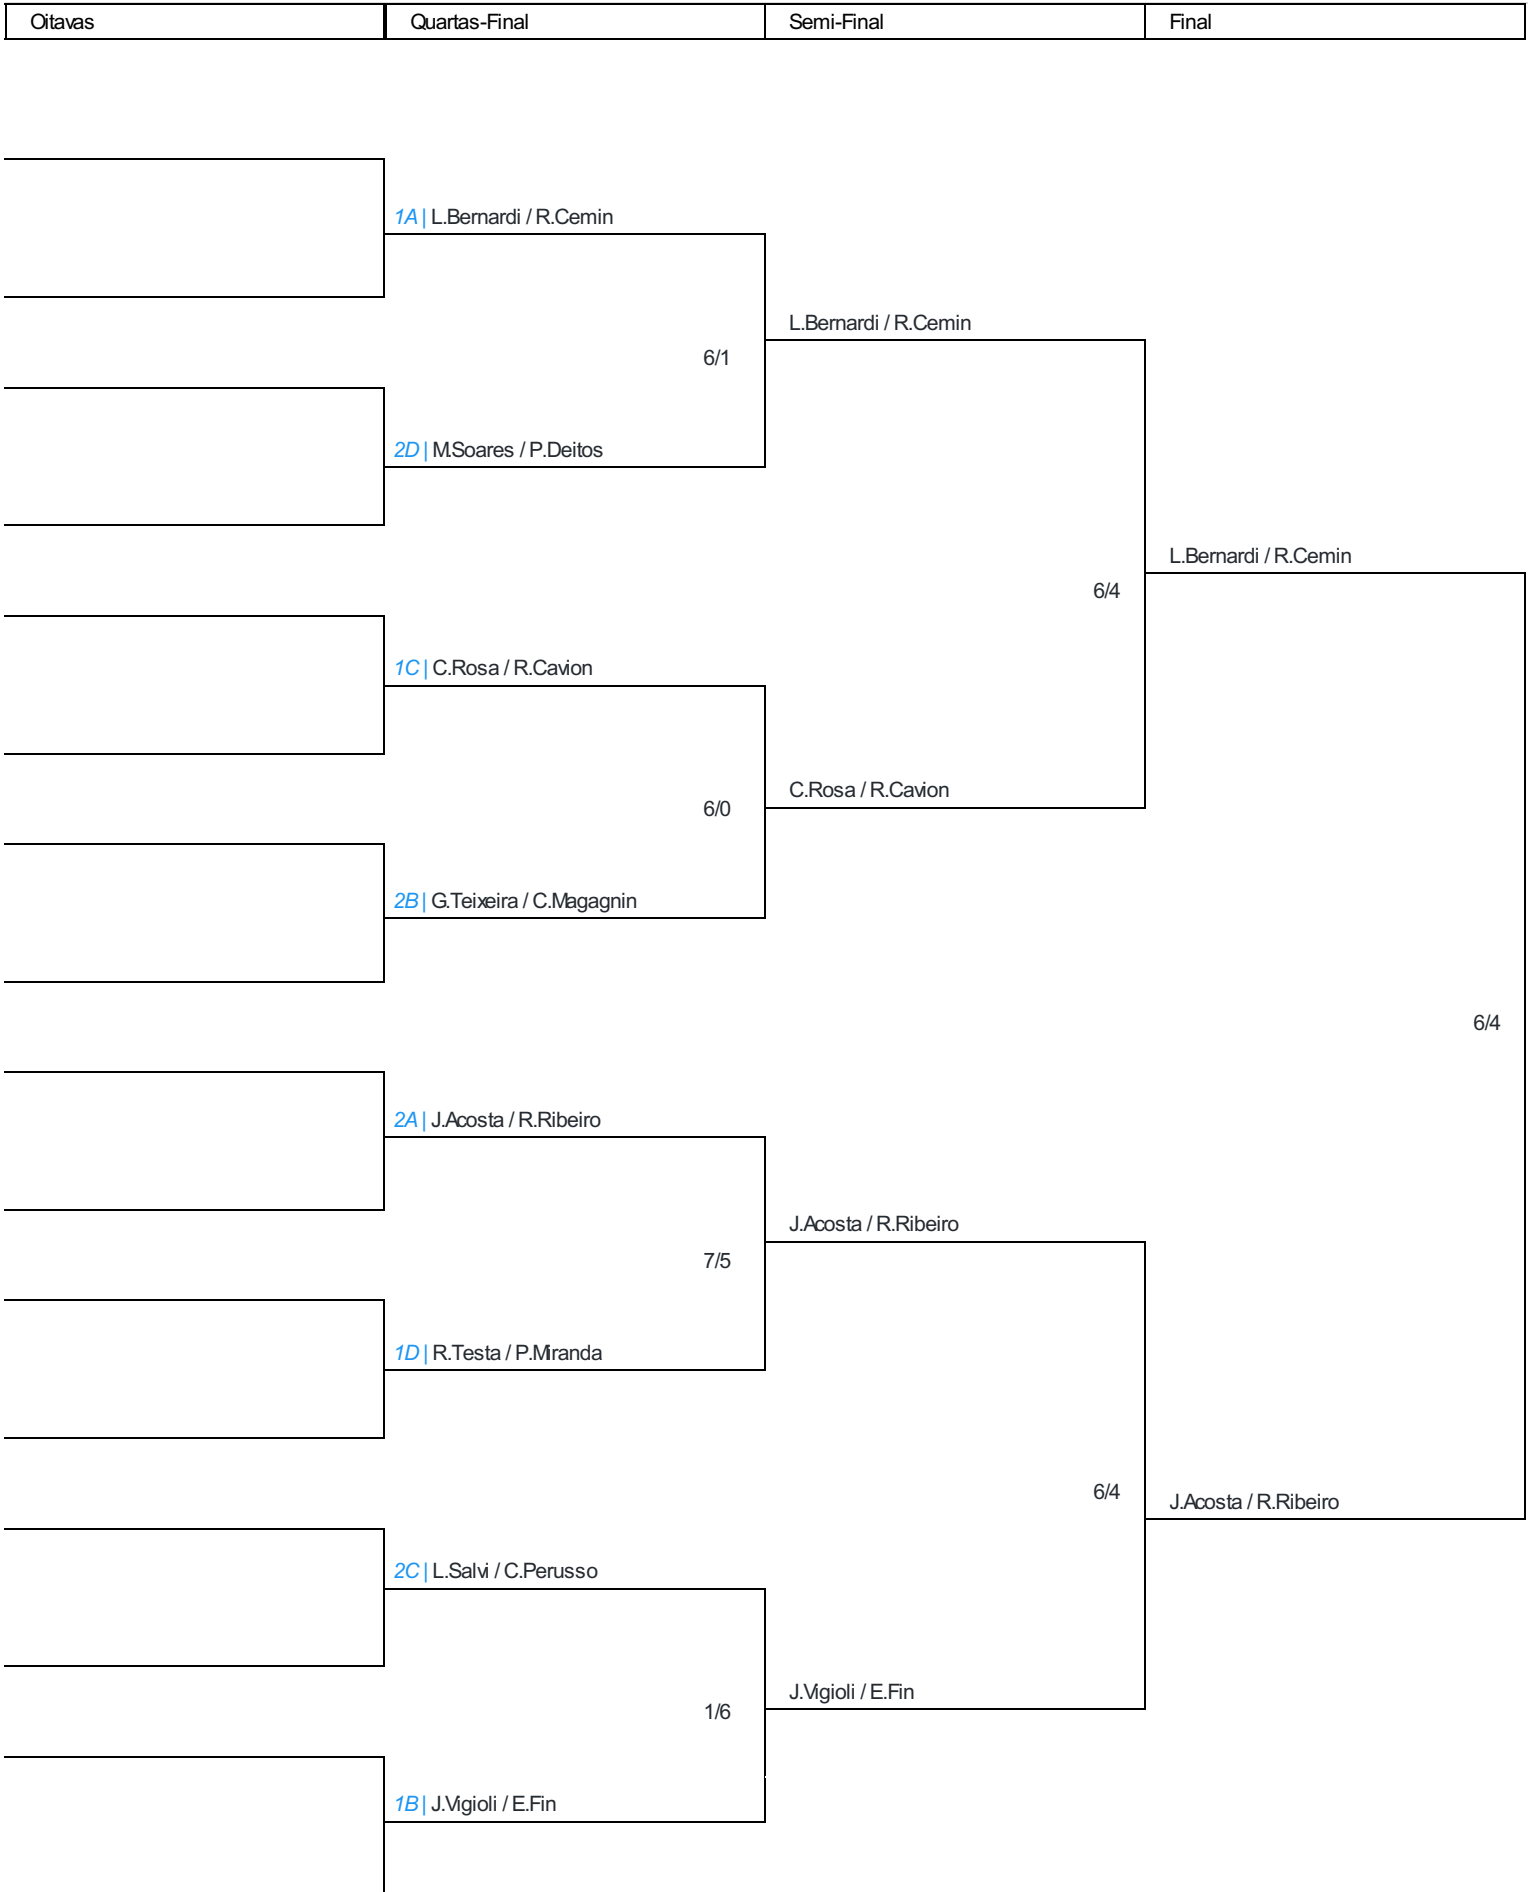 Oitavas Quartas-Final Semi-Final Final
1A | L.Bernardi / R.Cemin
L.Bernardi / R.Cemin
6/1
2D | M.Soares / P.Deitos
L.Bernardi / R.Cemin
6/4
1C | C.Rosa / R.Cavion
C.Rosa / R.Cavion
6/0
2B | G.Teixeira / C.Magagnin
6/4
2A | J.Acosta / R.Ribeiro
J.Acosta / R.Ribeiro
7/5
1D | R.Testa / P.Miranda
6/4
J.Acosta / R.Ribeiro
2C | L.Salvi / C.Perusso
J.Vigioli / E.Fin
1/6
1B | J.Vigioli / E.Fin